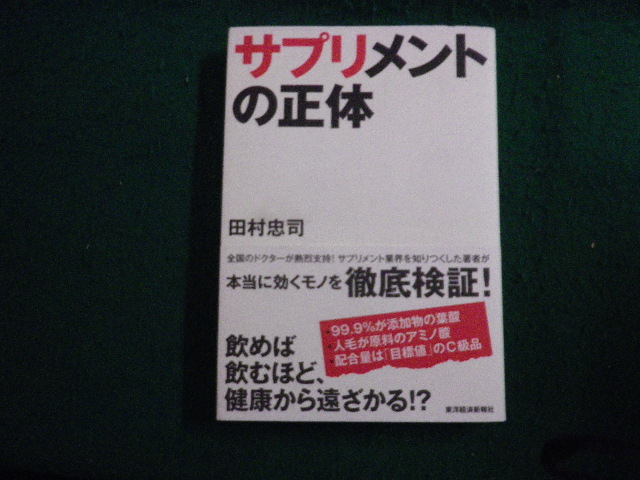 サプリメント
の正体
田村忠司
全国のドクターが熱烈支持！サプリメント業界を知りつくした著者が
本当に効くモノを徹底検証！
・99.9%が添加物の葉酸
・人毛が原料のアミノ酸
・配合量は「目標値」のC級品
飲めば
飲むほど、
健康から遠ざかる!?
東洋経済新報社